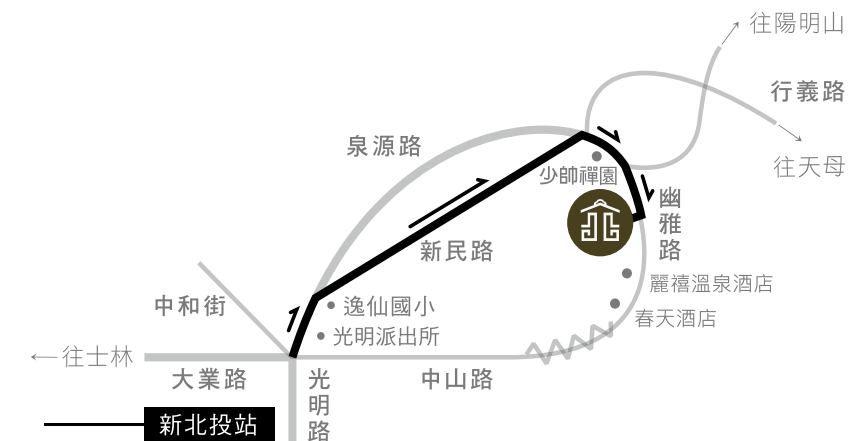 往陽明山
行義路
泉源路
往天母
少帥禪園
幽雅路
新民路
麗禧溫泉酒店
中和街
逸仙國小
春天酒店
光明派出所
往士林
大業路
光明路
中山路
新北投站